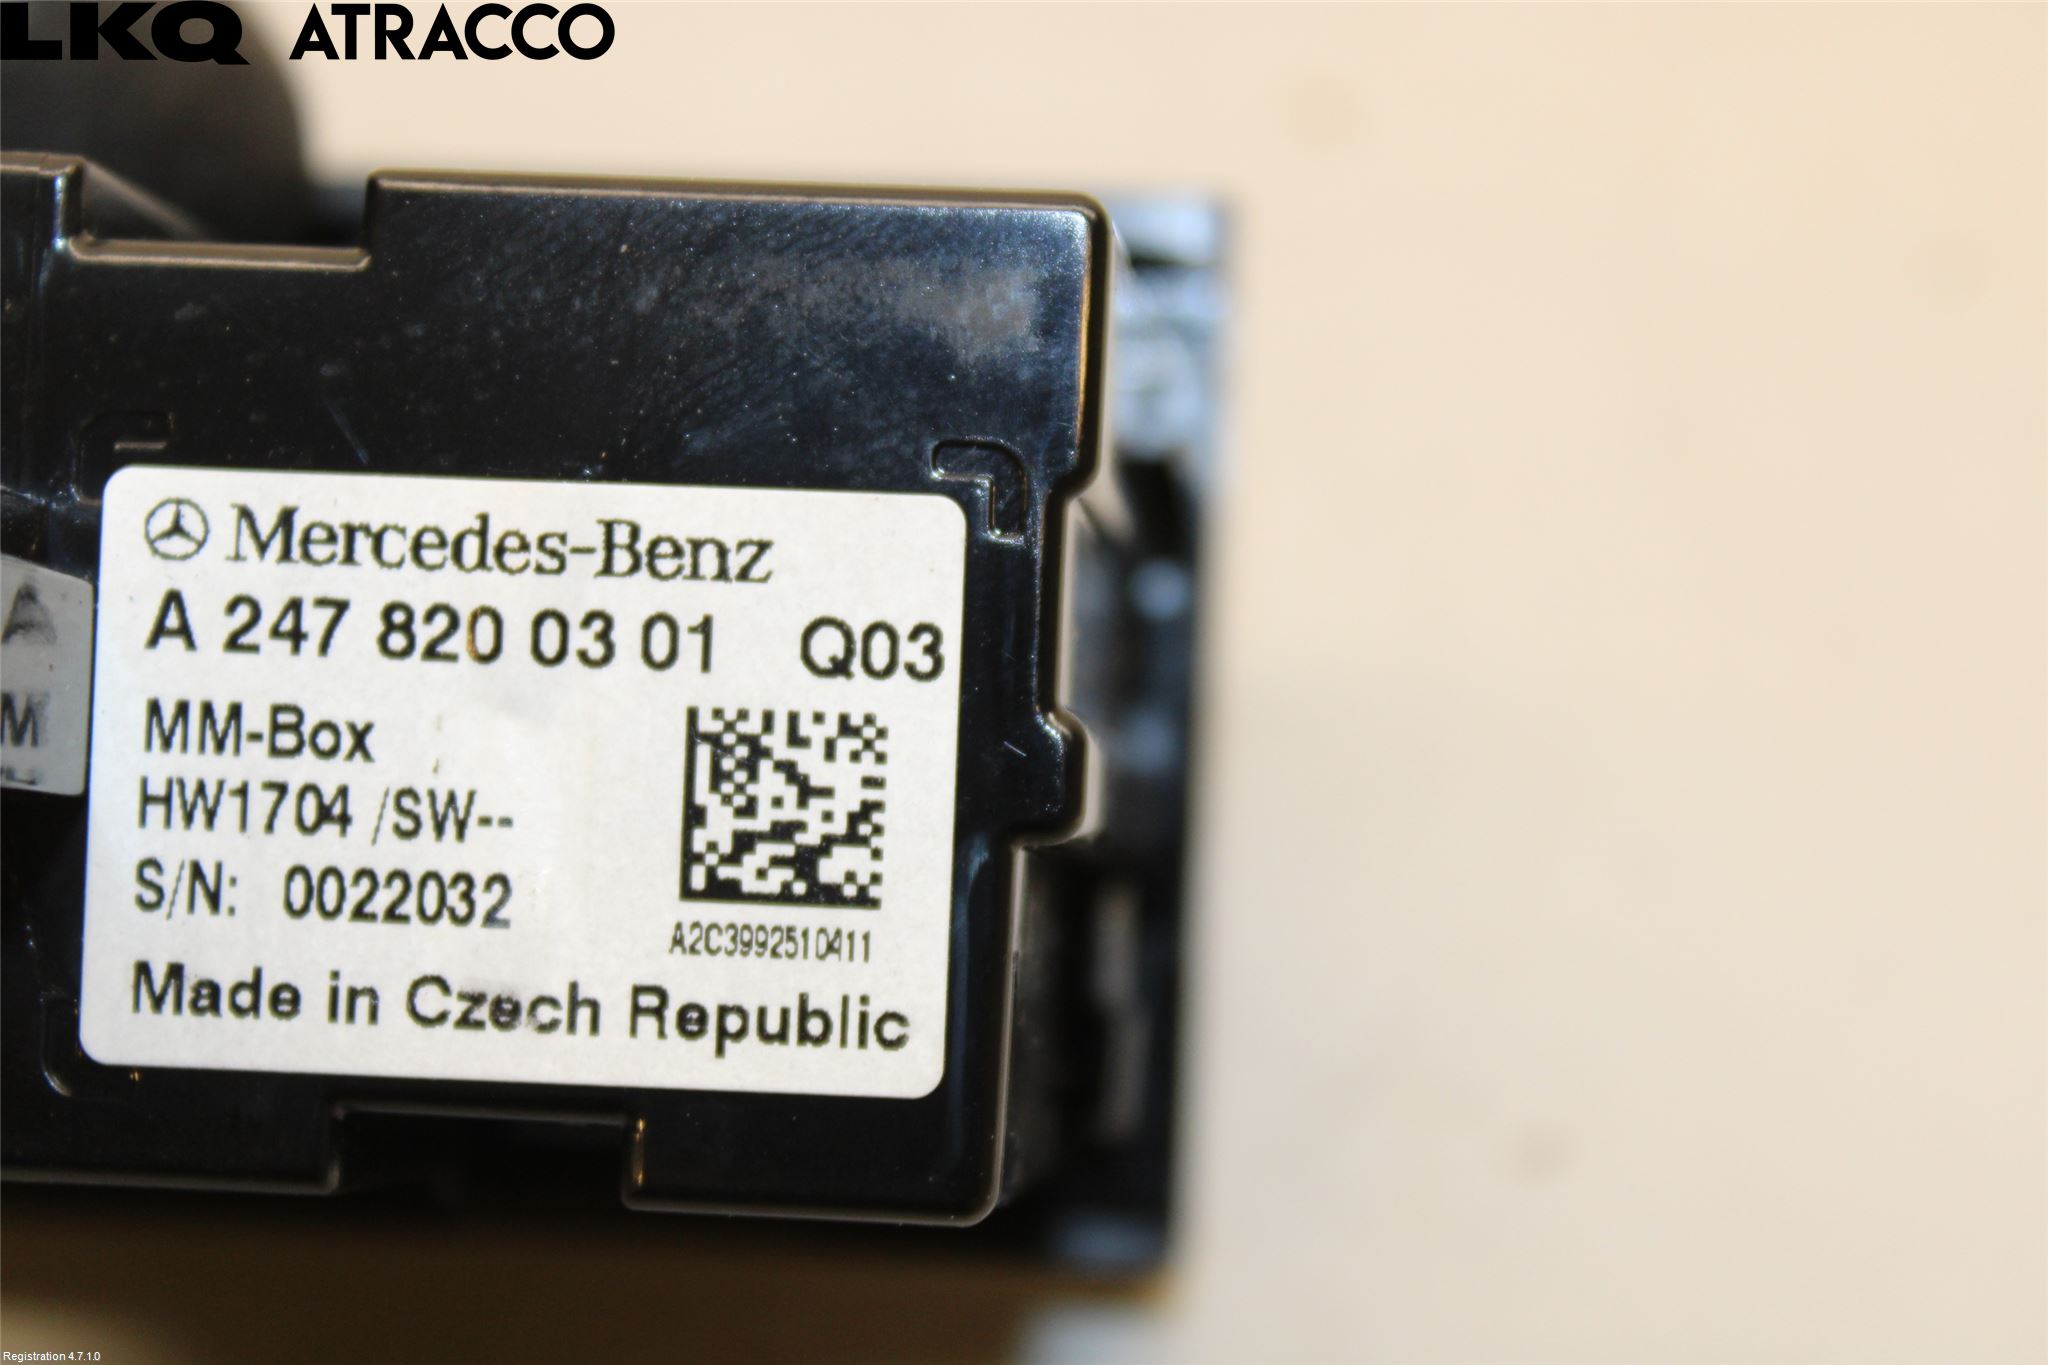 LKQ ATRACCO
Mercedes-Benz
A 247 820 03 01 Q03
MM-Box
HW1704 /SW--
S/N: 0022032
A2C3992510411
Made in Czech Republic
A
M
Registration 4.7.1.0